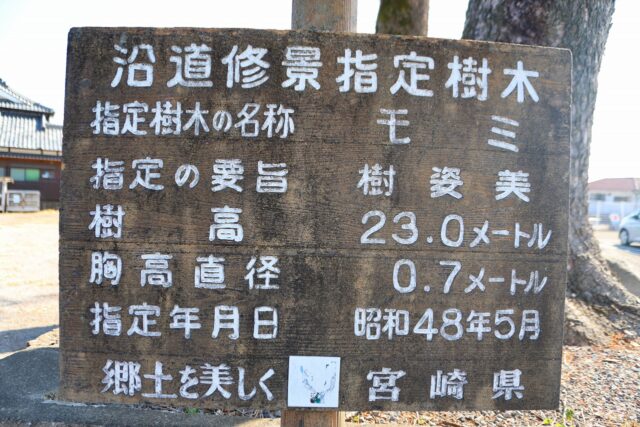 沿道修景指定樹木
指定樹木の名称 モミ
指定の要旨 樹姿美
樹高 23.0メートル
胸高直径 0.7メートル
指定年月日 昭和48年5月
郷土を美しく 宮崎県